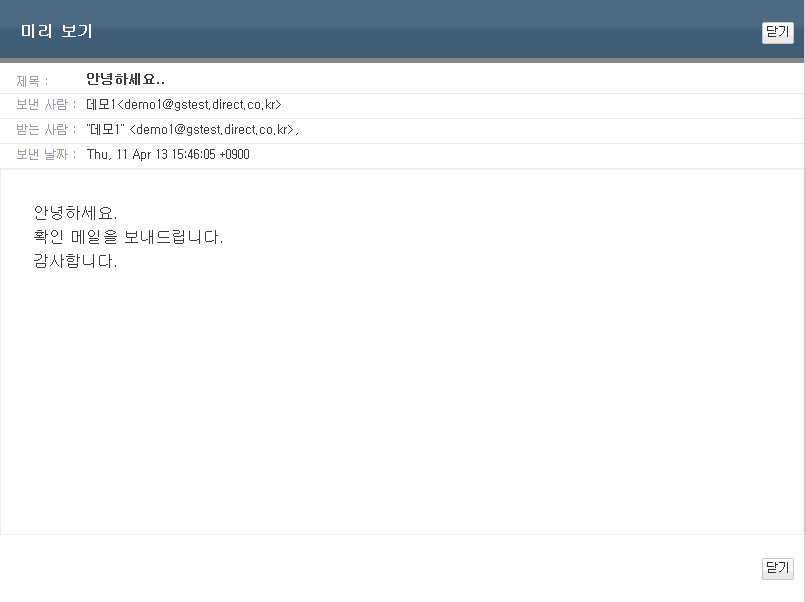 미리 보기
닫기
제목 : 안녕하세요..
보낸 사람 : 데모1<demo1@gstest.direct.co.kr>
받는 사람 : "데모1" <demo1@gstest.direct.co.kr>,
보낸 날짜 : Thu, 11 Apr 13 15:46:05 +0900
안녕하세요.
확인 메일을 보내드립니다.
감사합니다.
닫기